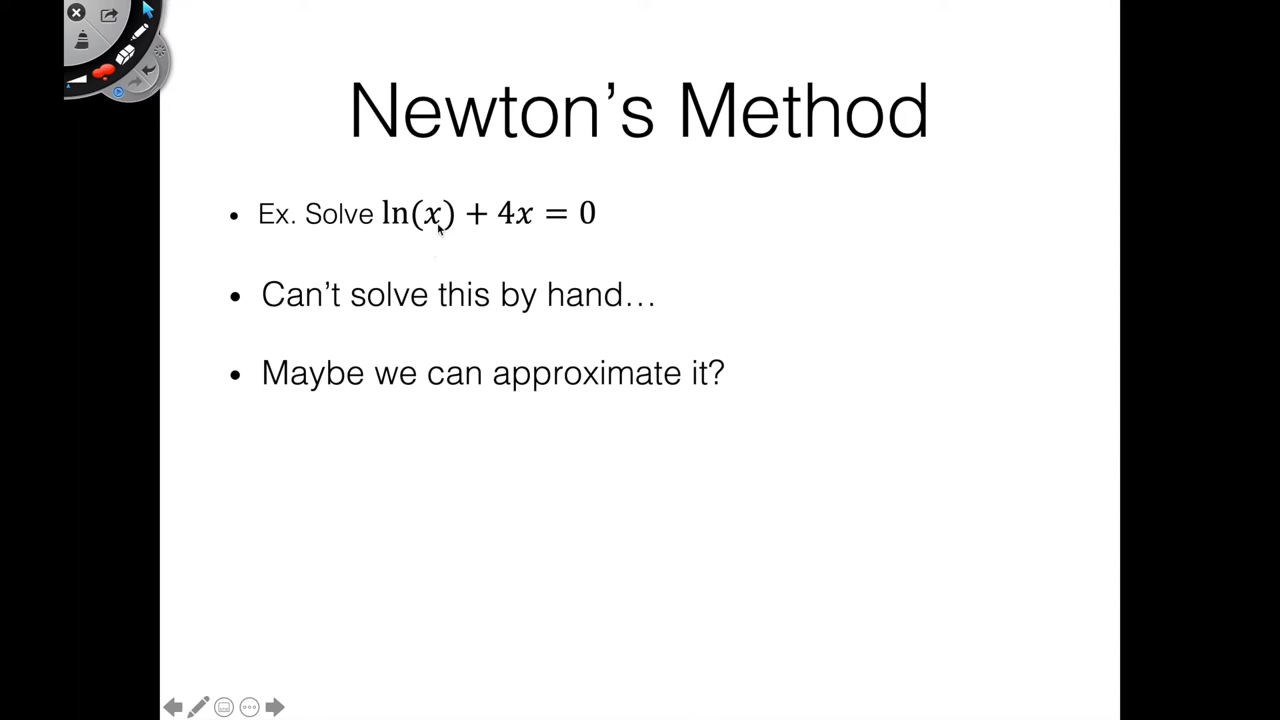 Newton’s Method
• Ex. Solve ln(x) + 4x = 0
• Can’t solve this by hand…
• Maybe we can approximate it?